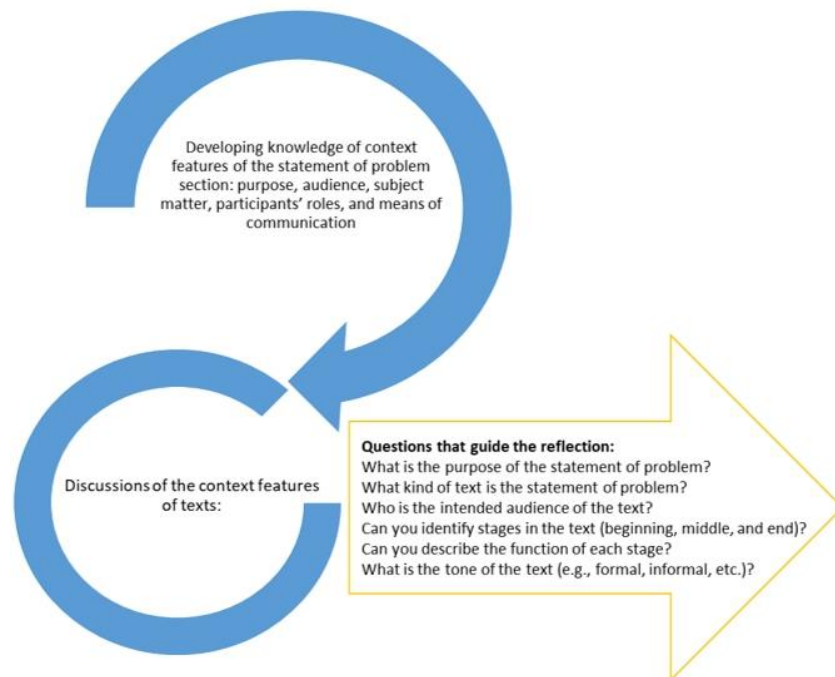 Developing knowledge of context
features of the statement of problem
section: purpose, audience, subject
matter, participants’ roles, and means of
communication
Discussions of the context features
of texts:
Questions that guide the reflection:
What is the purpose of the statement of problem?
What kind of text is the statement of problem?
Who is the intended audience of the text?
Can you identify stages in the text (beginning, middle, and end)?
Can you describe the function of each stage?
What is the tone of the text (e.g., formal, informal, etc.)?